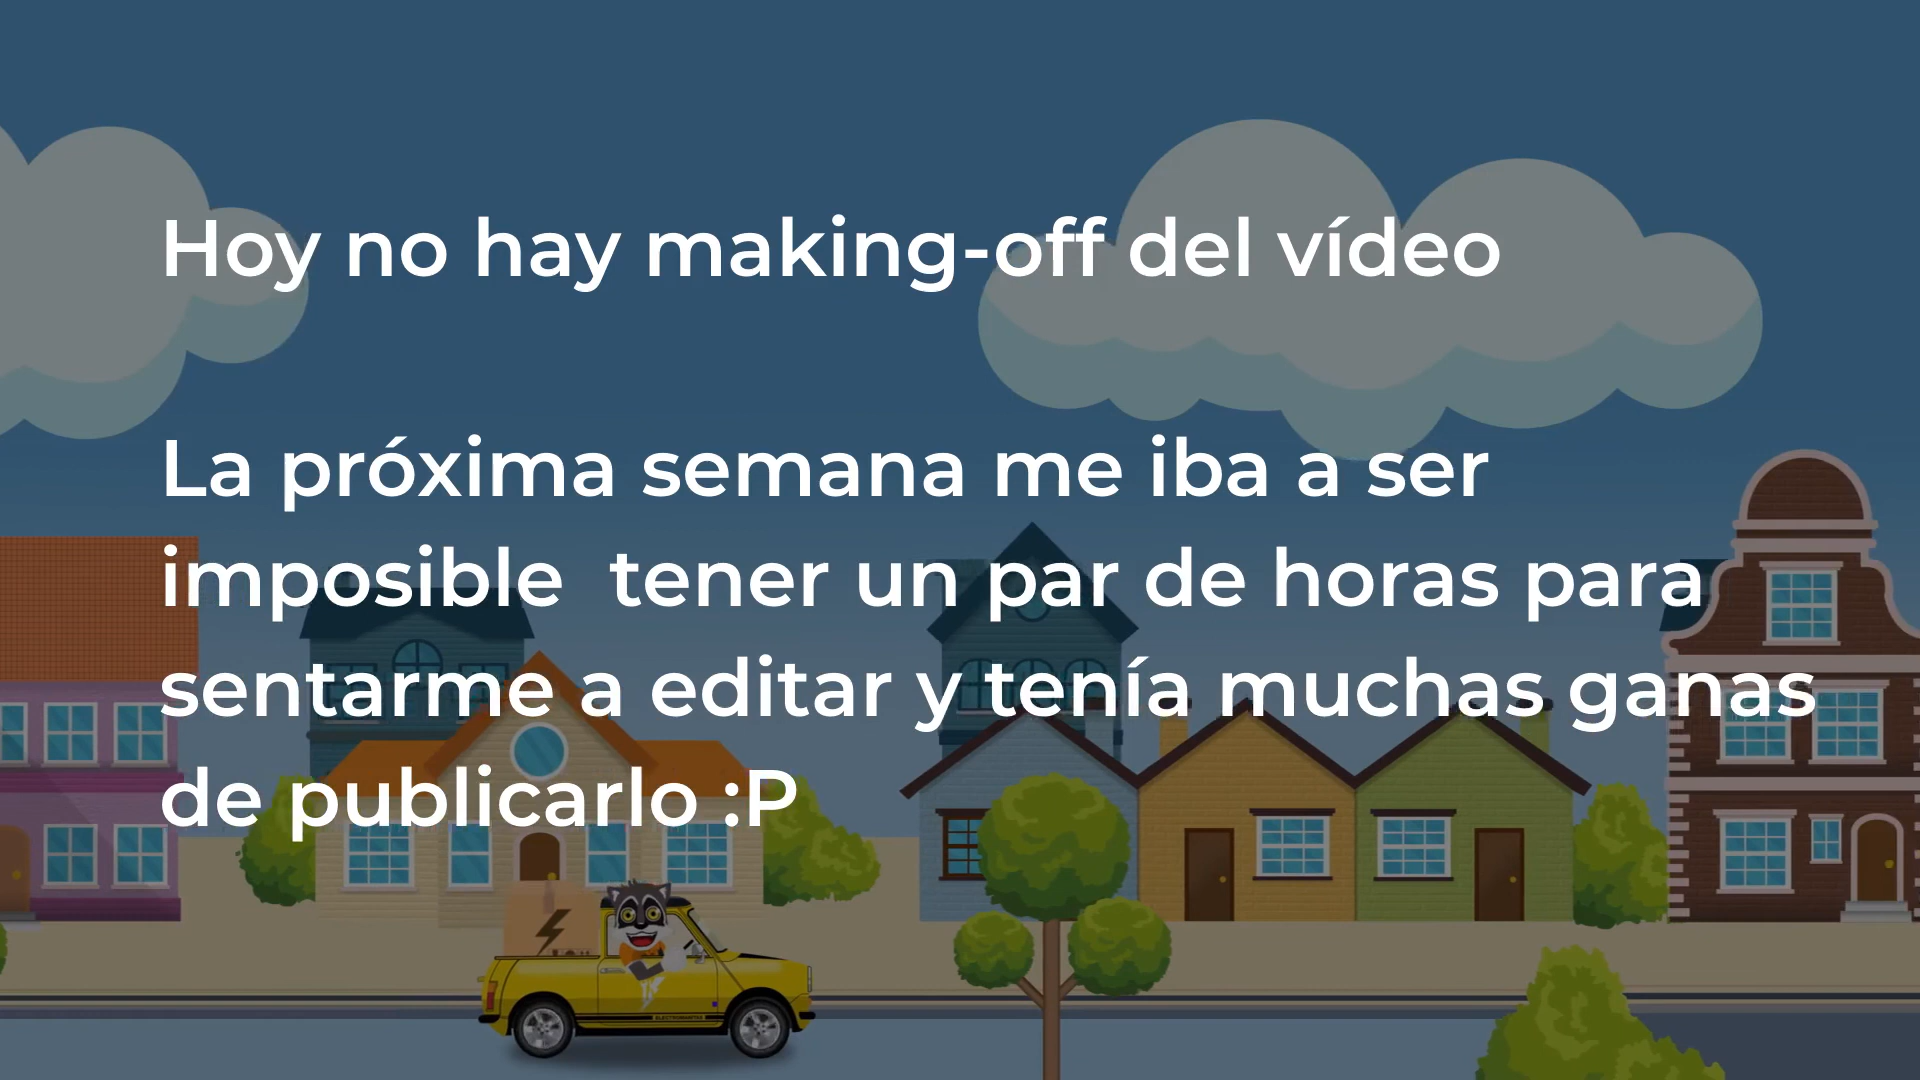 Hoy no hay making-off del vídeo
La próxima semana me iba a ser
imposible  tener un par de horas para
sentarme a editar y tenía muchas ganas
de publicarlo :P